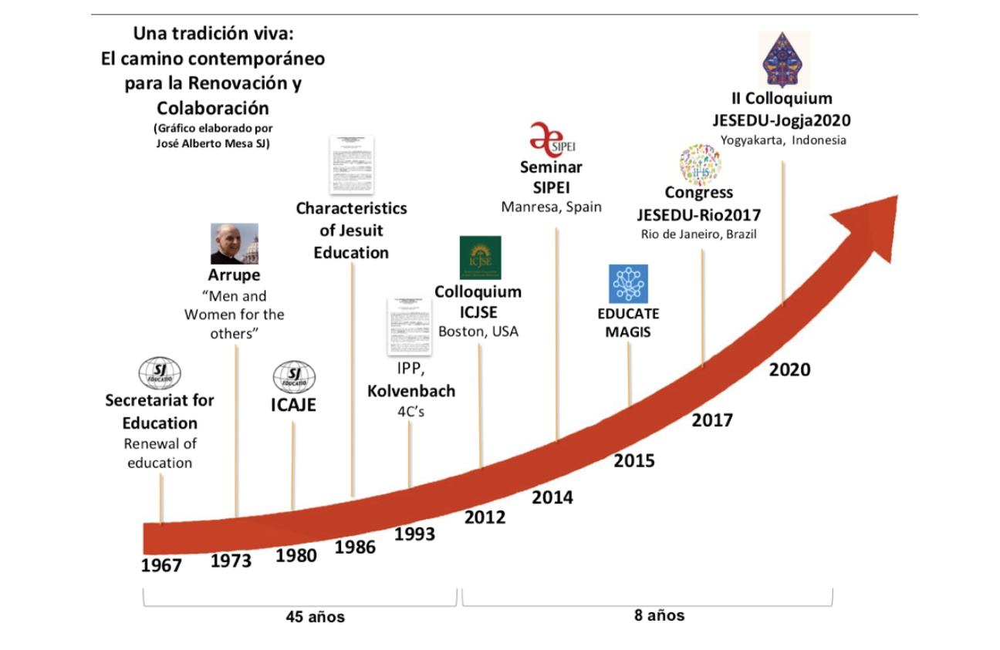 Una tradición viva:
El camino contemporáneo
para la Renovación y
Colaboración
(Gráfico elaborado por
José Alberto Mesa SJ)
SJ
EDUCATIO
Secretariat for
Education
Renewal of
education
Arrupe
“Men and
Women for the
others”
SJ
EDUCATIO
ICAJE
Characteristics
of Jesuit
Education
IPP,
Kolvenbach
4C’s
ICJSE
Colloquium
ICJSE
Boston, USA
SIPEI
Seminar
SIPEI
Manresa, Spain
EDUCATE
MAGIS
IHS
Congress
JESEDU-Rio2017
Rio de Janeiro, Brazil
II Colloquium
JESEDU-Jogja2020
Yogyakarta, Indonesia
1967
1973
1980
1986
1993
2012
2014
2015
2017
2020
45 años
8 años